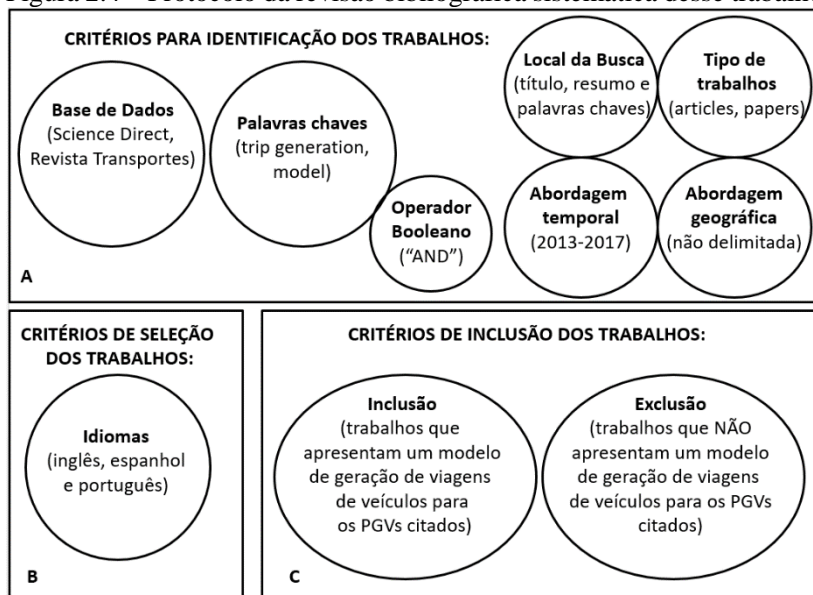 Figura 2.4 - Protocolo da revisão bibliográfica sistemática desse trabalho
CRITÉRIOS PARA IDENTIFICAÇÃO DOS TRABALHOS:
Base de Dados
(Science Direct,
Revista Transportes)
Palavras chaves
(trip generation,
model)
Operador
Booleano
("AND")
Local da Busca
(título, resumo e
palavras chaves)
Tipo de
trabalhos
(articles, papers)
Abordagem
temporal
(2013-2017)
Abordagem
geográfica
(não delimitada)
A
CRITÉRIOS DE SELEÇÃO
DOS TRABALHOS:
Idiomas
(inglês, espanhol
e português)
B
CRITÉRIOS DE INCLUSÃO DOS TRABALHOS:
Inclusão
(trabalhos que
apresentam um modelo
de geração de viagens
de veículos para
os PGVs citados)
Exclusão
(trabalhos que NÃO
apresentam um modelo
de geração de viagens
de veículos para os PGVs
citados)
C